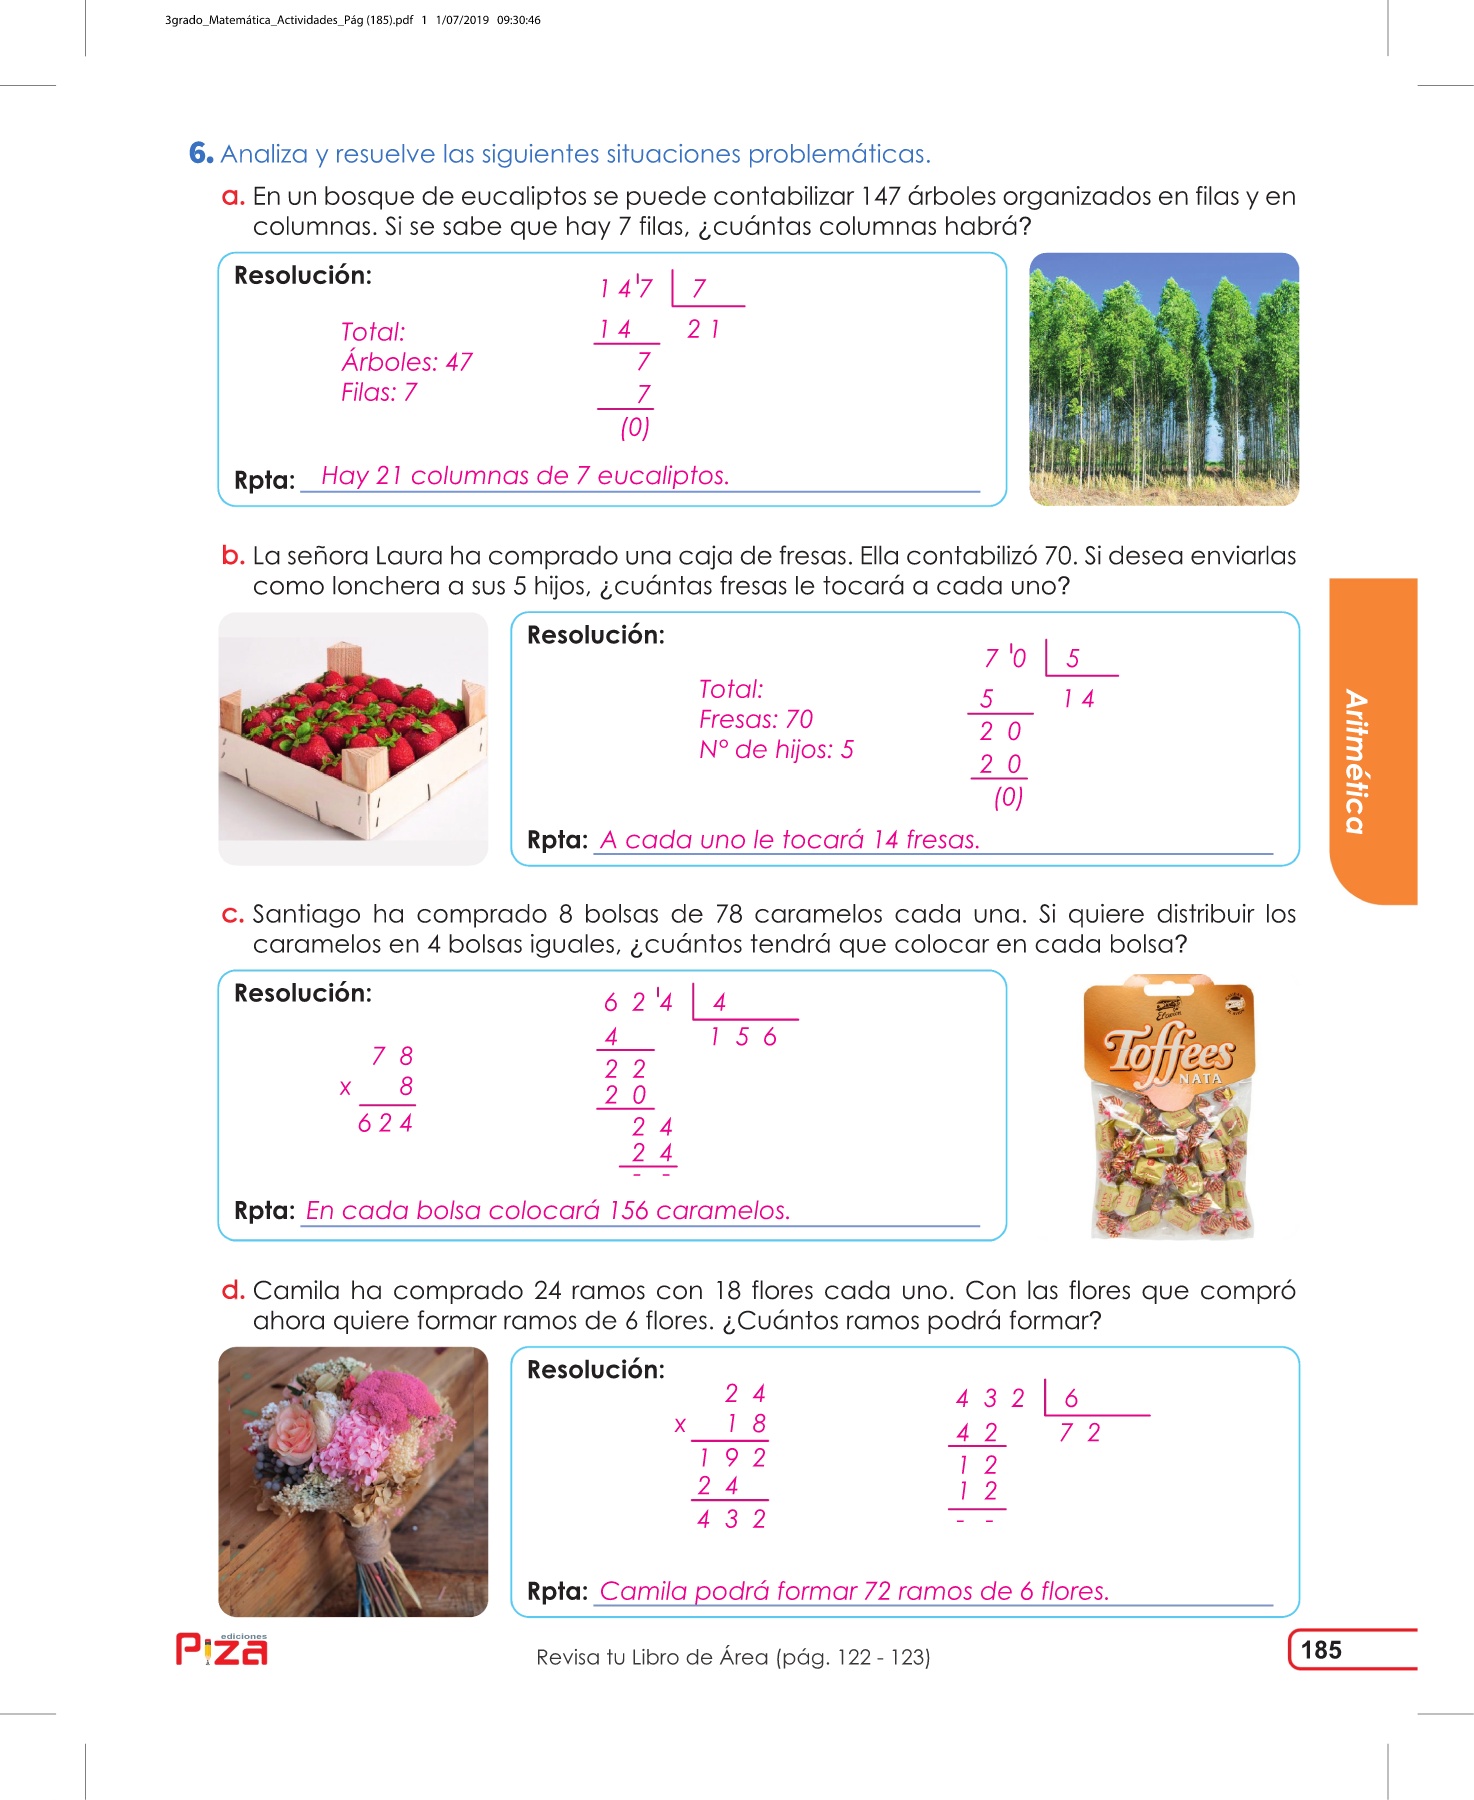 3grado_Matemática_Actividades_Pág (185).pdf   1   1/07/2019   09:30:46
6. Analiza y resuelve las siguientes situaciones problemáticas.
a. En un bosque de eucaliptos se puede contabilizar 147 árboles organizados en filas y en
columnas. Si se sabe que hay 7 filas, ¿cuántas columnas habrá?
Resolución:
Total:
Árboles: 47
Filas: 7
1 4'7 7
1 4 2 1
7
7
(0)
Rpta: Hay 21 columnas de 7 eucaliptos.
b. La señora Laura ha comprado una caja de fresas. Ella contabilizó 70. Si desea enviarlas
como lonchera a sus 5 hijos, ¿cuántas fresas le tocará a cada uno?
Resolución:
Total:
Fresas: 70
N° de hijos: 5
7 '0 5
5 1 4
2 0
2 0
(0)
Rpta: A cada uno le tocará 14 fresas.
Aritmética
c. Santiago ha comprado 8 bolsas de 78 caramelos cada una. Si quiere distribuir los
caramelos en 4 bolsas iguales, ¿cuántos tendrá que colocar en cada bolsa?
Resolución:
7 8
x 8
6 2 4
6 2 '4 4
4 1 5 6
2 2
2 0
2 4
2 4
- -
Rpta: En cada bolsa colocará 156 caramelos.
Toffees
NATA
d. Camila ha comprado 24 ramos con 18 flores cada uno. Con las flores que compró
ahora quiere formar ramos de 6 flores. ¿Cuántos ramos podrá formar?
Resolución:
2 4
x 1 8
1 9 2
2 4
4 3 2
4 3 2 6
4 2 7 2
1 2
1 2
- -
Rpta: Camila podrá formar 72 ramos de 6 flores.
ediciones
Piza
Revisa tu Libro de Área (pág. 122 - 123)
185